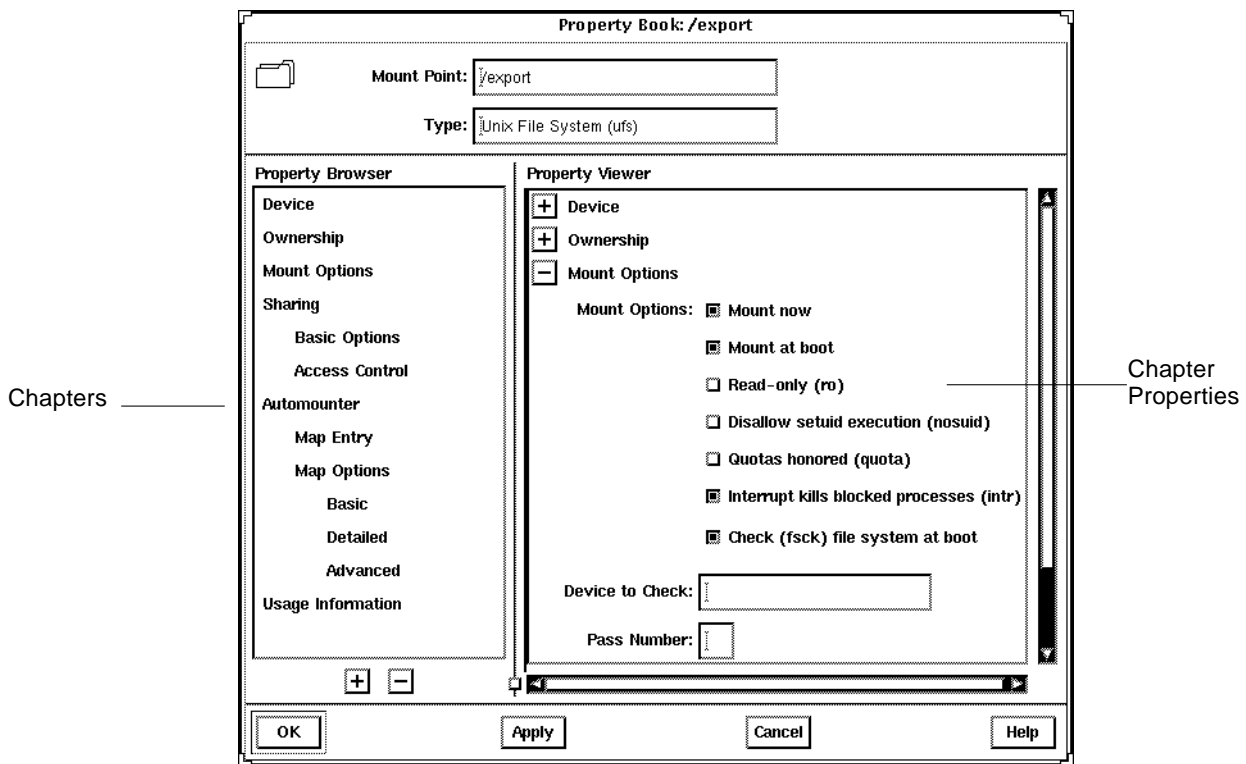 Property Book: /export
Mount Point: /export
Type: Unix File System (ufs)
Property Browser
Device
Ownership
Mount Options
Sharing
Basic Options
Access Control
Automounter
Map Entry
Map Options
Basic
Detailed
Advanced
Usage Information
+ −
Property Viewer
+ Device
+ Ownership
− Mount Options
Mount Options: Mount now
Mount at boot
Read-only (ro)
Disallow setuid execution (nosuid)
Quotas honored (quota)
Interrupt kills blocked processes (intr)
Check (fsck) file system at boot
Device to Check:
Pass Number:
OK Apply Cancel Help
Chapters
Chapter
Properties